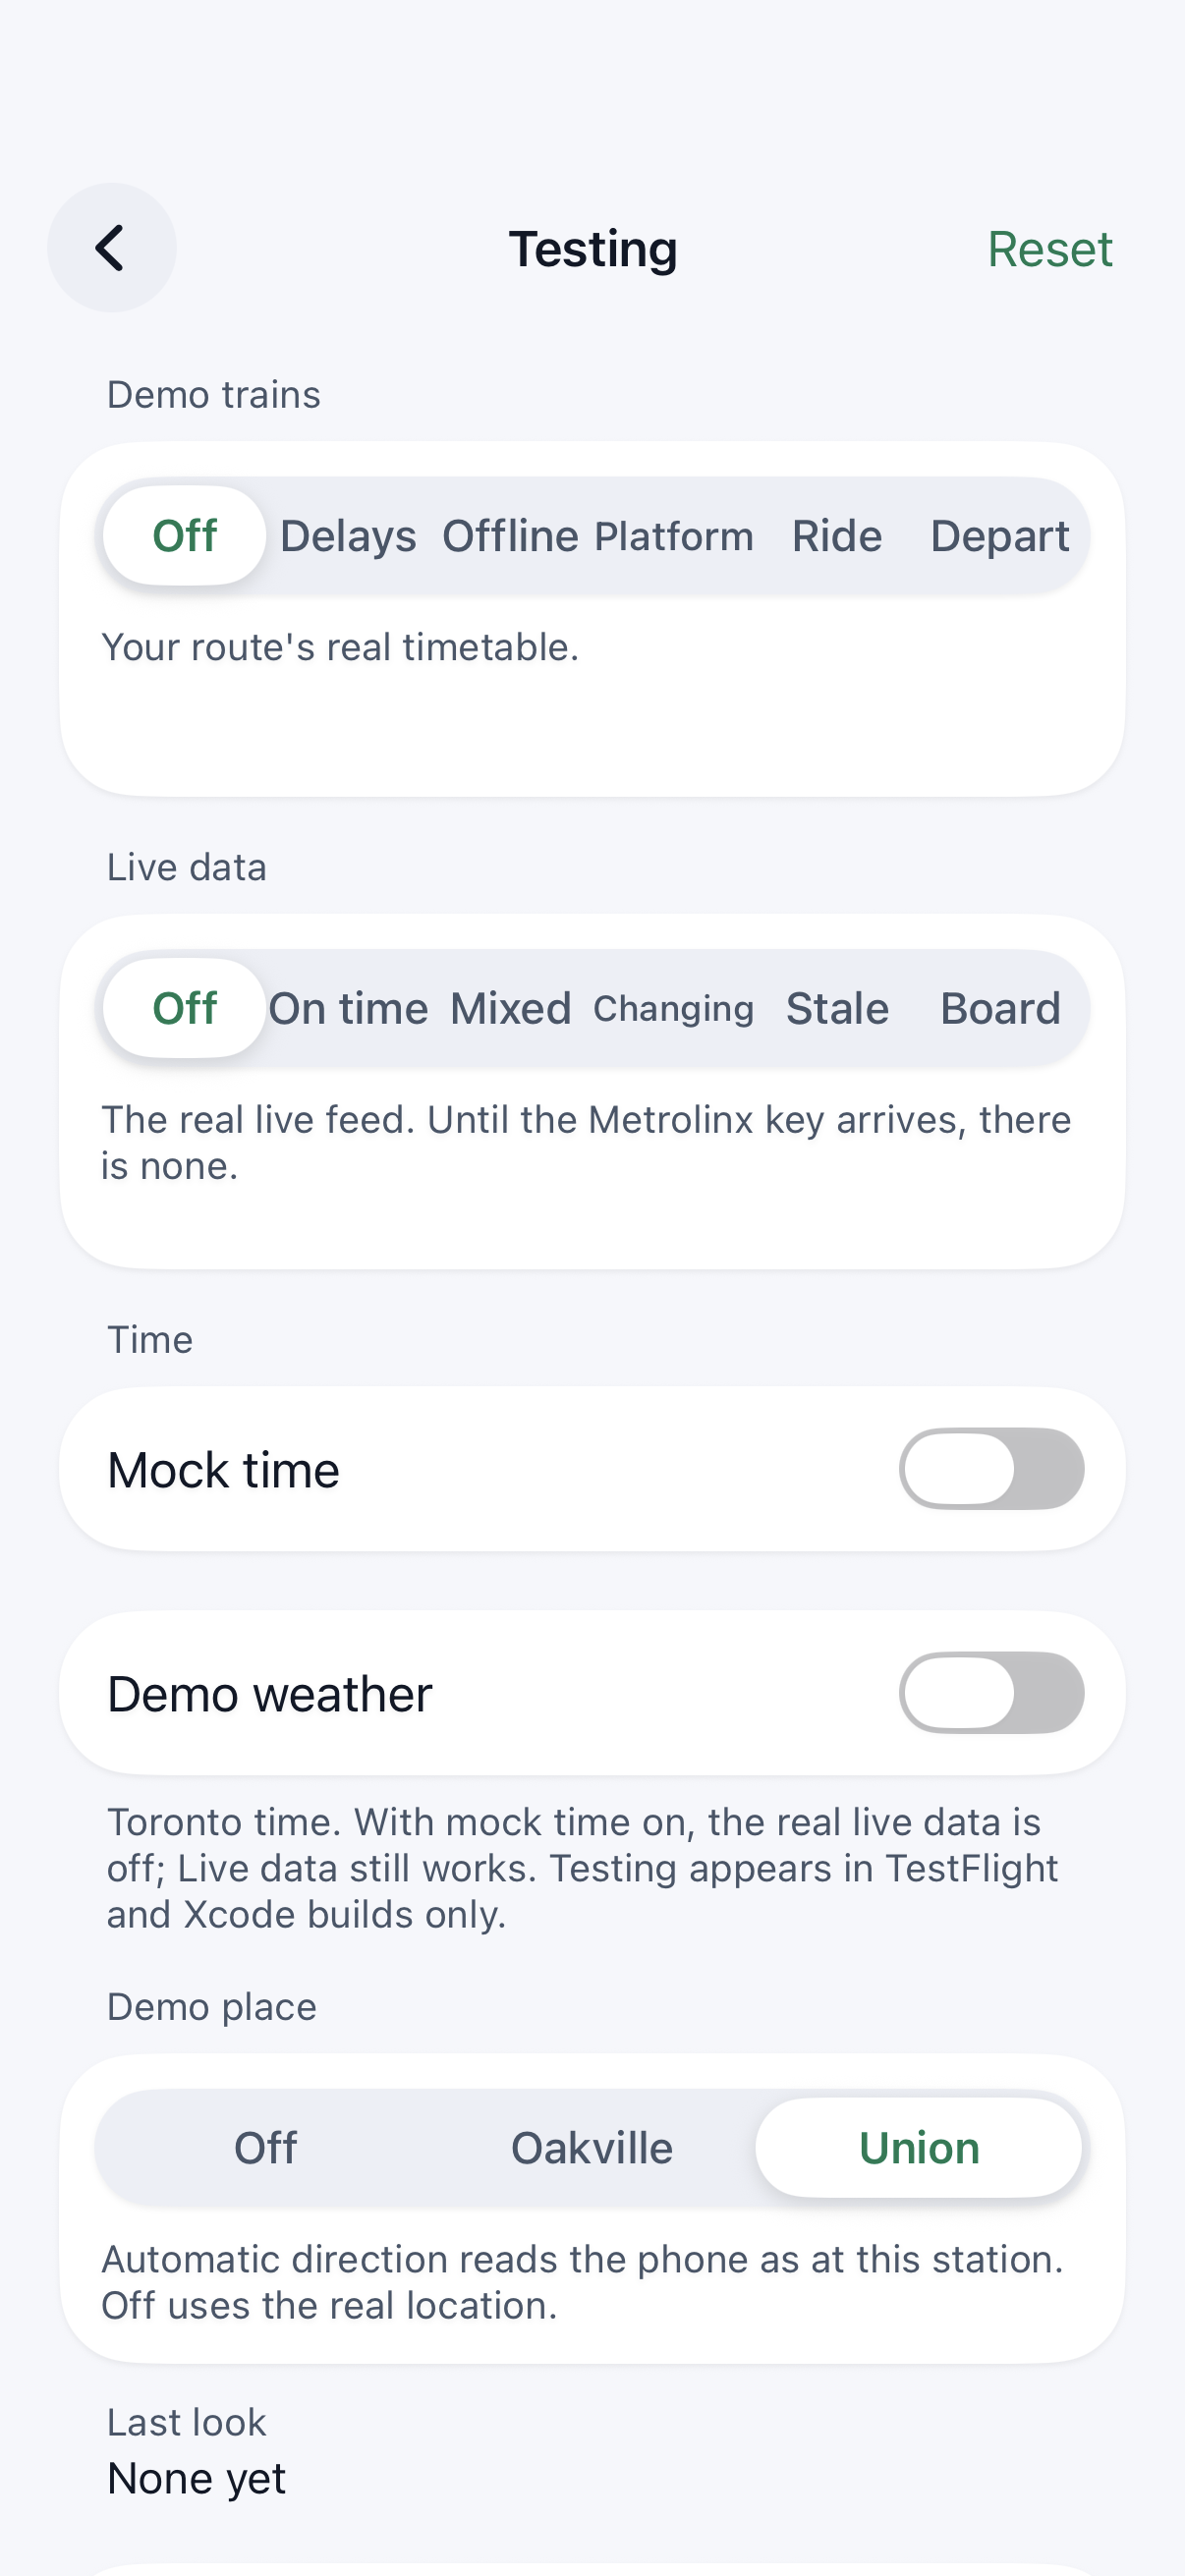 Testing
Reset
Demo trains
Off Delays Offline Platform Ride Depart
Your route's real timetable.
Live data
Off On time Mixed Changing Stale Board
The real live feed. Until the Metrolinx key arrives, there
is none.
Time
Mock time
Demo weather
Toronto time. With mock time on, the real live data is
off; Live data still works. Testing appears in TestFlight
and Xcode builds only.
Demo place
Off Oakville Union
Automatic direction reads the phone as at this station.
Off uses the real location.
Last look
None yet